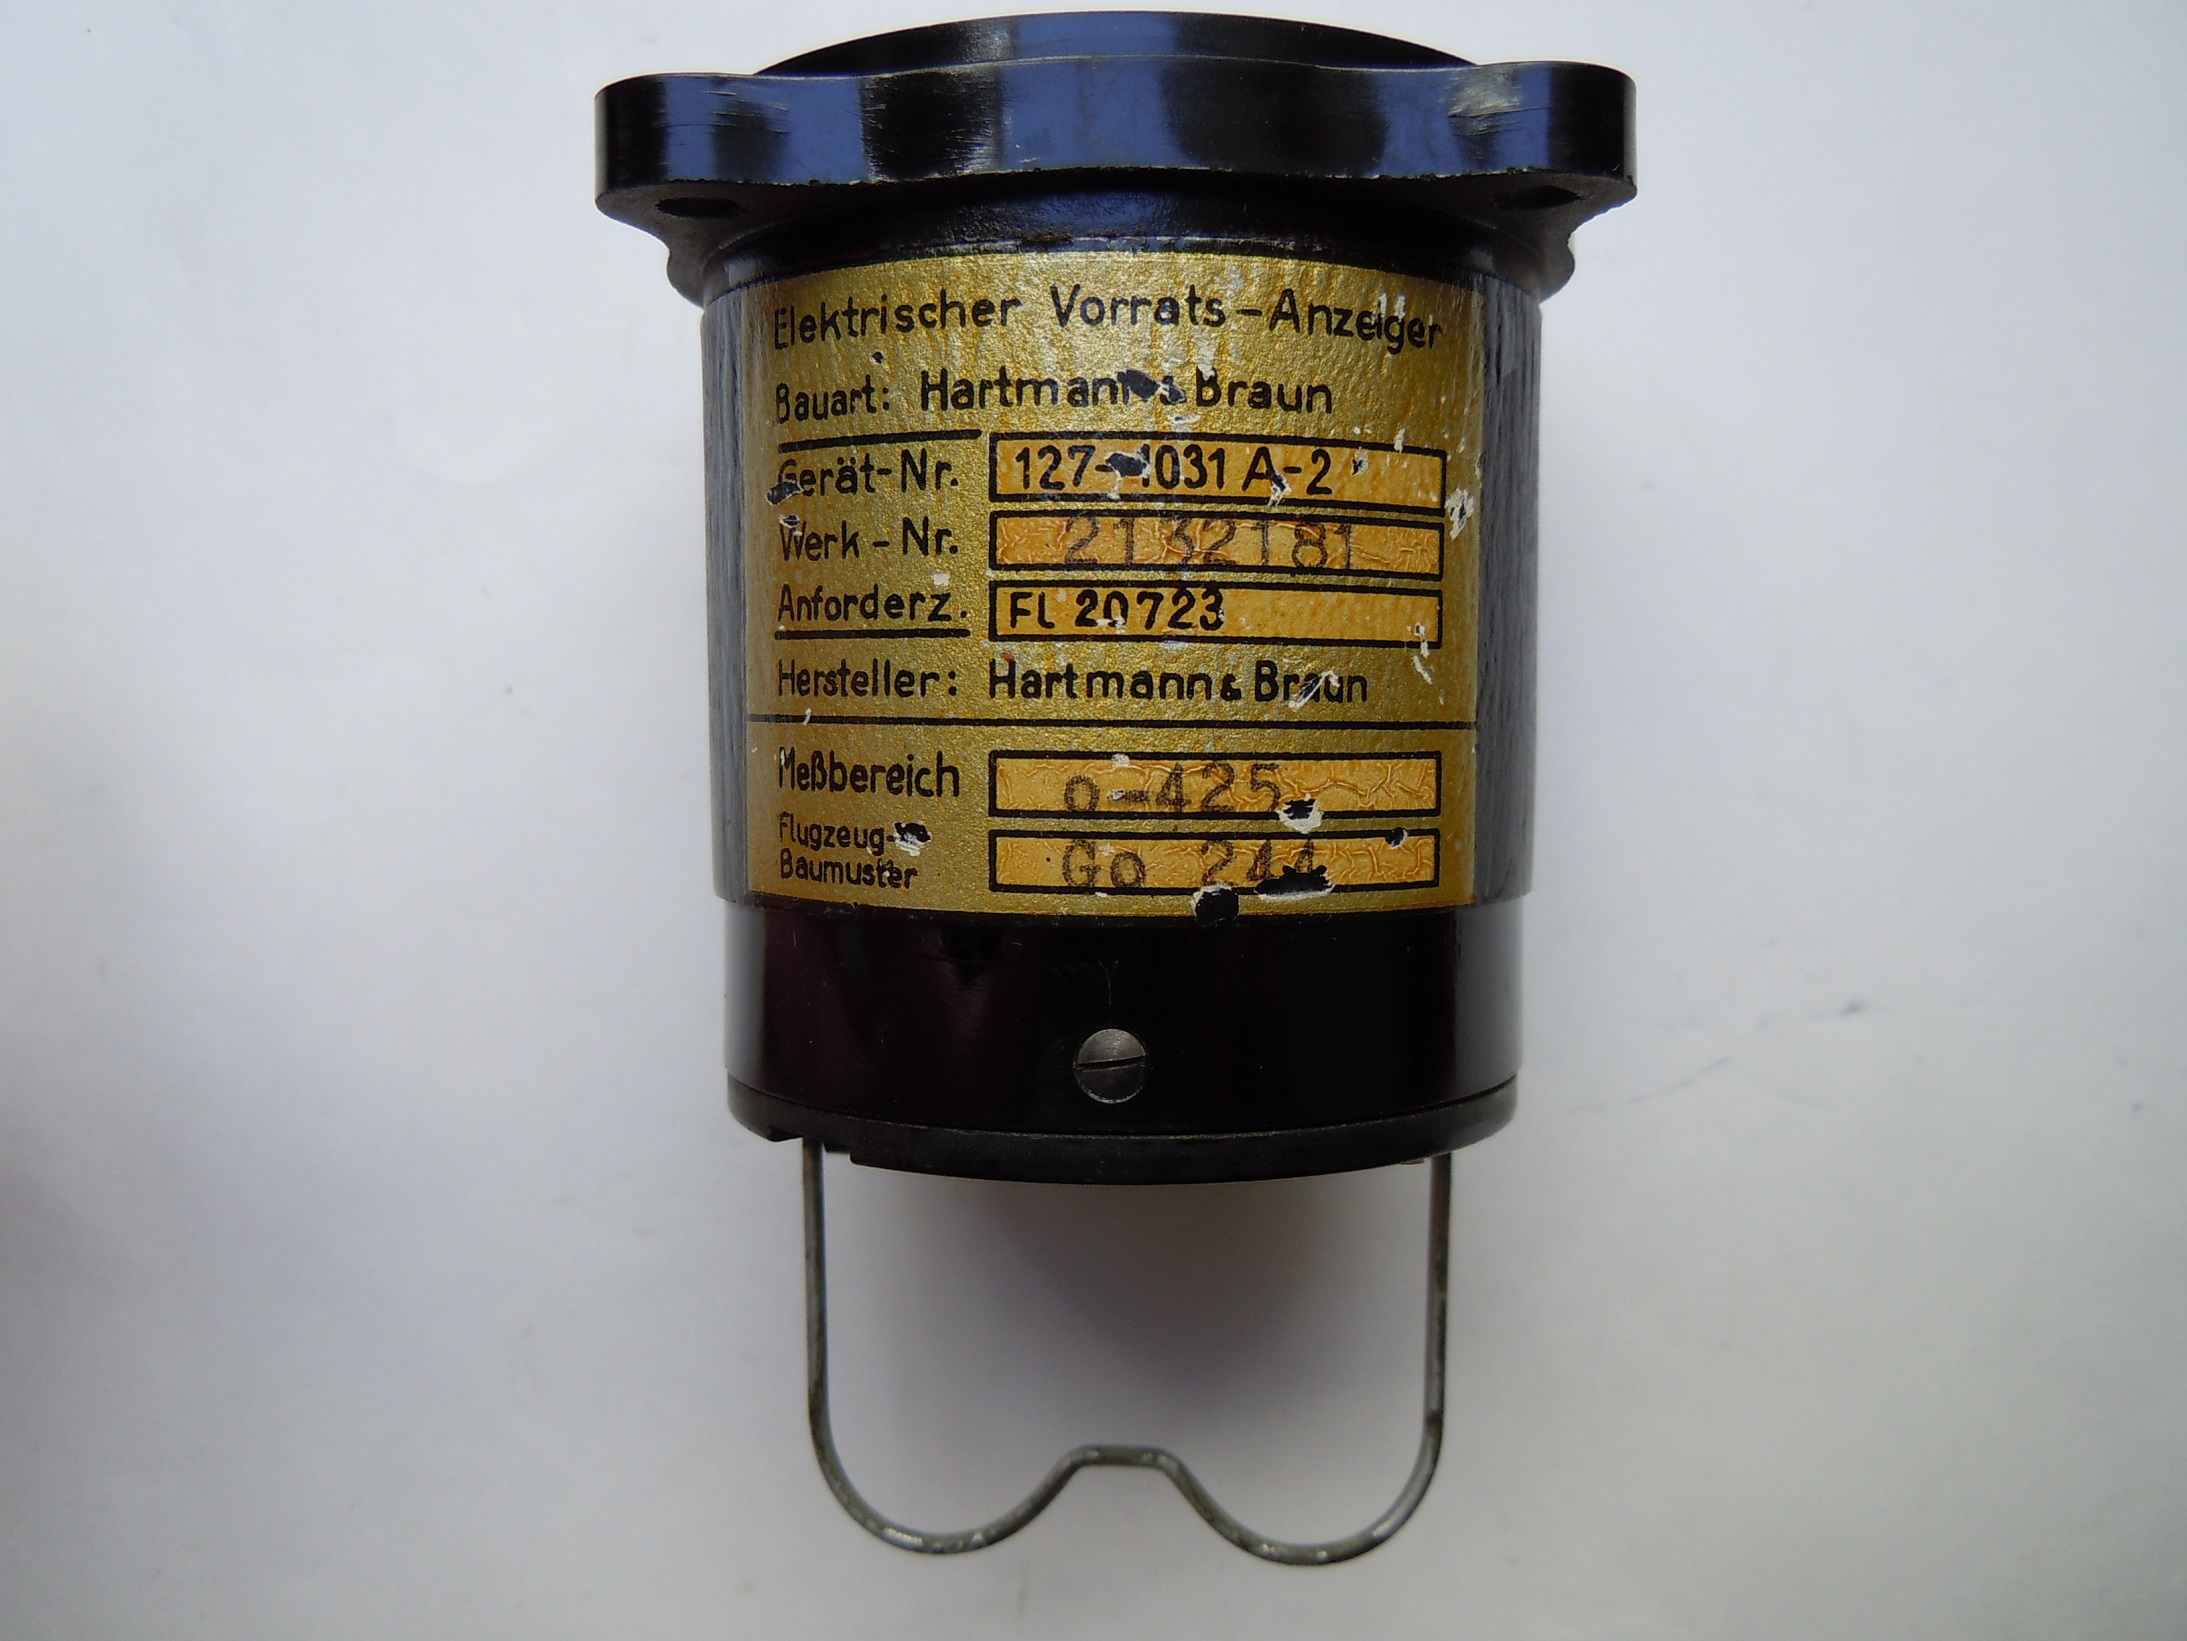 Elektrischer Vorrats-Anzeiger
Bauart: Hartmann & Braun
Gerät-Nr. 127-1031 A-2
Werk-Nr. 2132181
Anforderz. Fl 20723
Hersteller: Hartmann & Braun
Meßbereich o-425
Flugzeug-
Baumuster Go 244